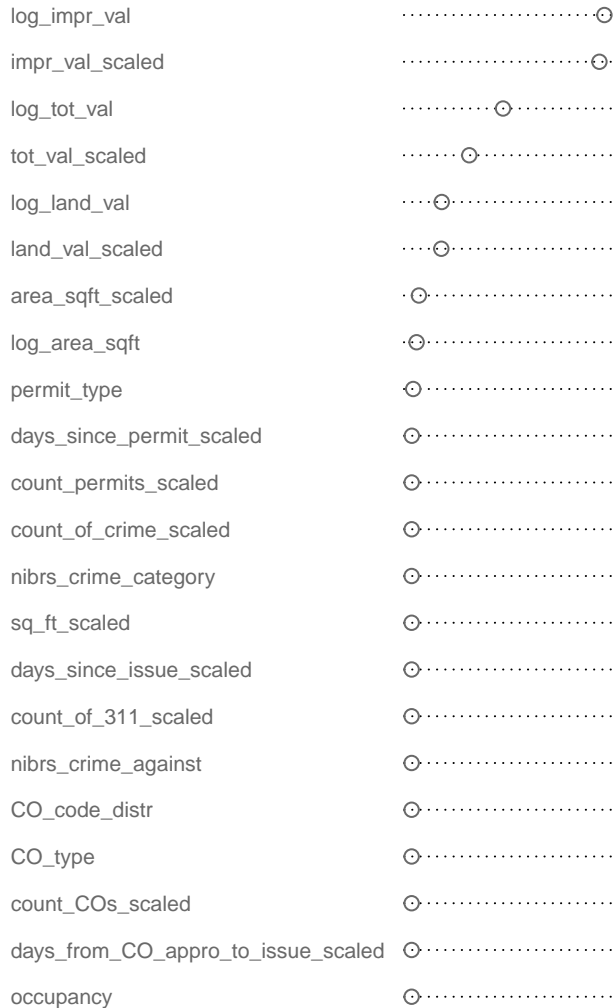 log_impr_val
impr_val_scaled
log_tot_val
tot_val_scaled
log_land_val
land_val_scaled
area_sqft_scaled
log_area_sqft
permit_type
days_since_permit_scaled
count_permits_scaled
count_of_crime_scaled
nibrs_crime_category
sq_ft_scaled
days_since_issue_scaled
count_of_311_scaled
nibrs_crime_against
CO_code_distr
CO_type
count_COs_scaled
days_from_CO_appro_to_issue_scaled
occupancy